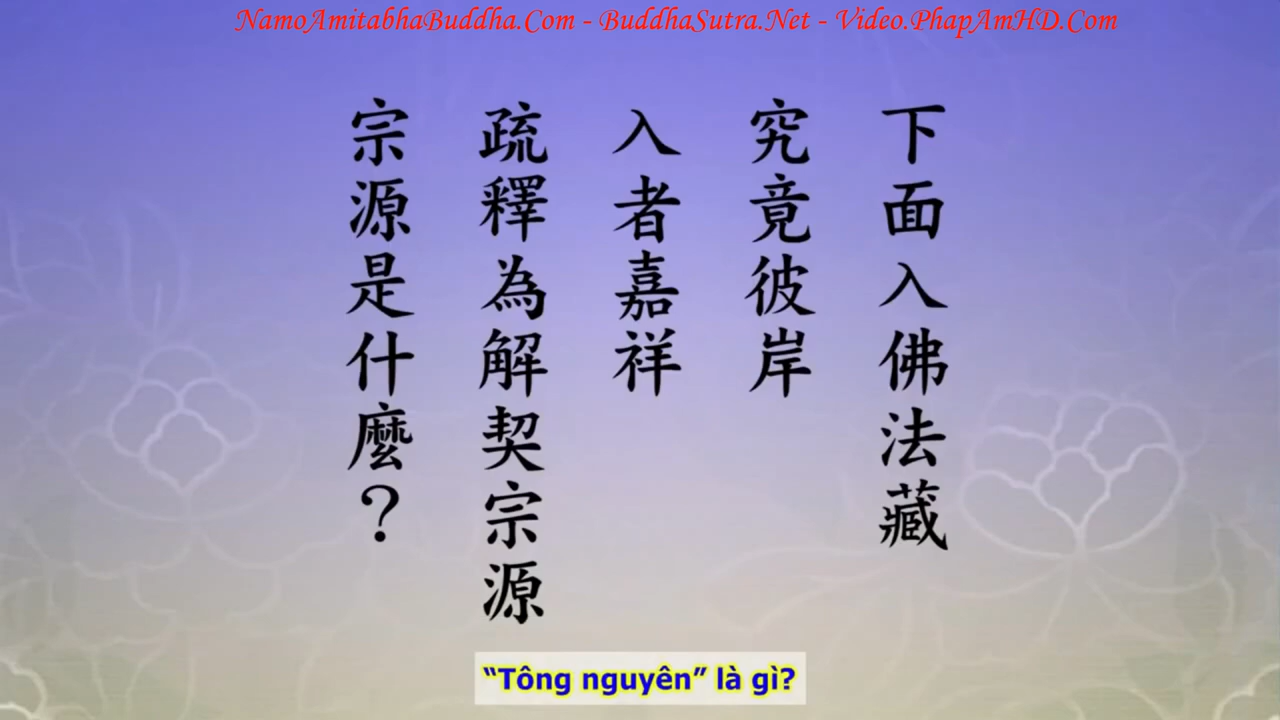 NamoAmitabhaBuddha.Com - BuddhaSutra.Net - Video.PhapAmHD.Com
下面入佛法藏
究竟彼岸
入者嘉祥
疏釋為解契宗源
宗源是什麼？
“Tông nguyên” là gì?